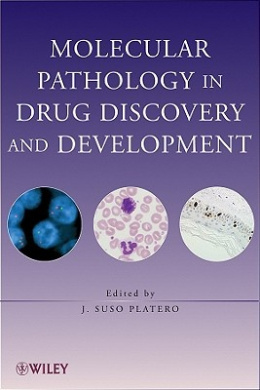 MOLECULAR
PATHOLOGY IN
DRUG DISCOVERY
AND DEVELOPMENT
Edited by
J. SUSO PLATERO
WILEY